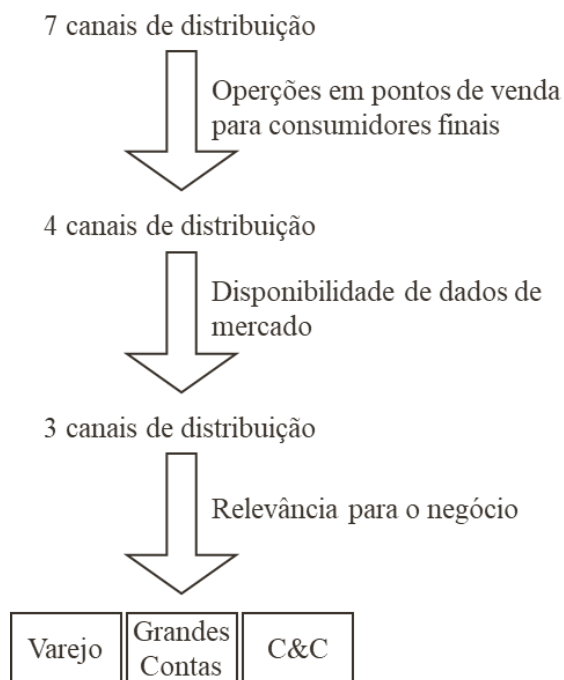 7 canais de distribuição
Operções em pontos de venda
para consumidores finais
4 canais de distribuição
Disponibilidade de dados de
mercado
3 canais de distribuição
Relevância para o negócio
Varejo
Grandes
Contas
C&C